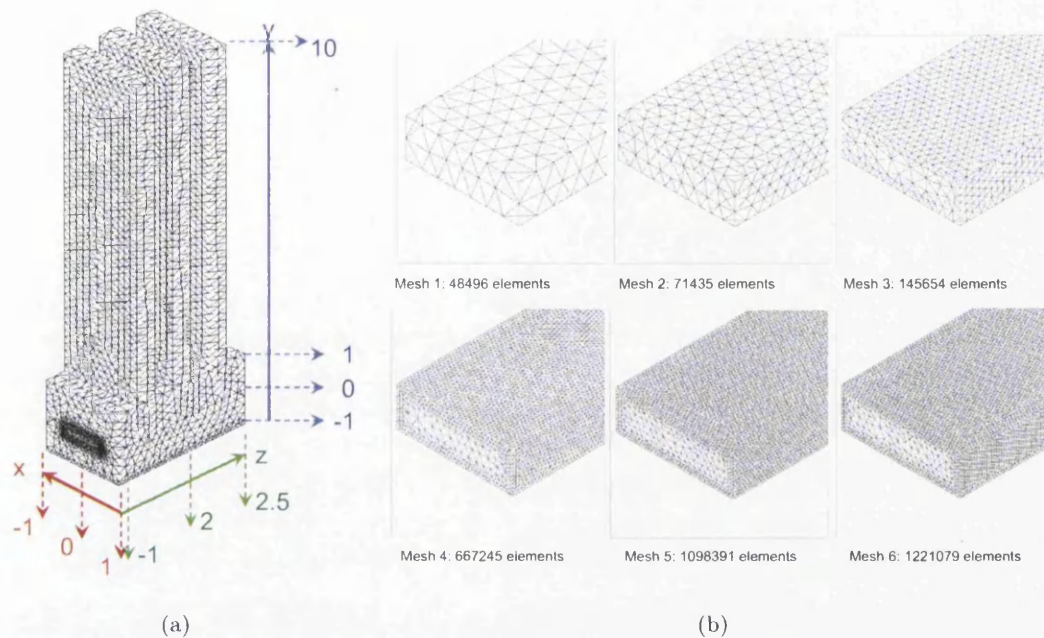 Y
10
1
0
-1
x
z
-1
0
1
-1
2
2.5
Mesh 1: 48496 elements
Mesh 2: 71435 elements
Mesh 3: 145654 elements
Mesh 4: 667245 elements
Mesh 5: 1098391 elements
Mesh 6: 1221079 elements
(a)
(b)